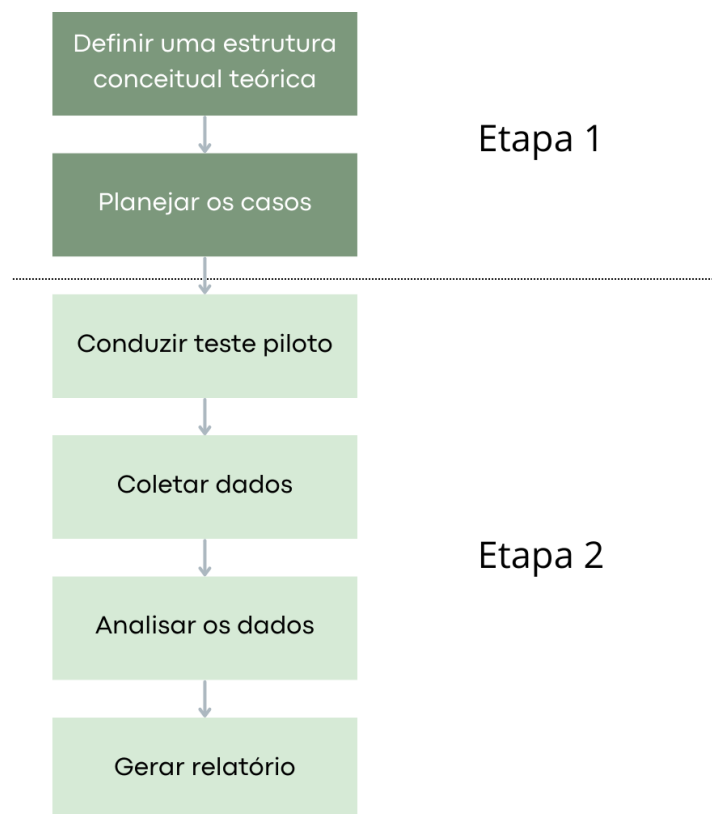 Definir uma estrutura
conceitual teórica
Etapa 1
Planejar os casos
Conduzir teste piloto
Coletar dados
Etapa 2
Analisar os dados
Gerar relatório